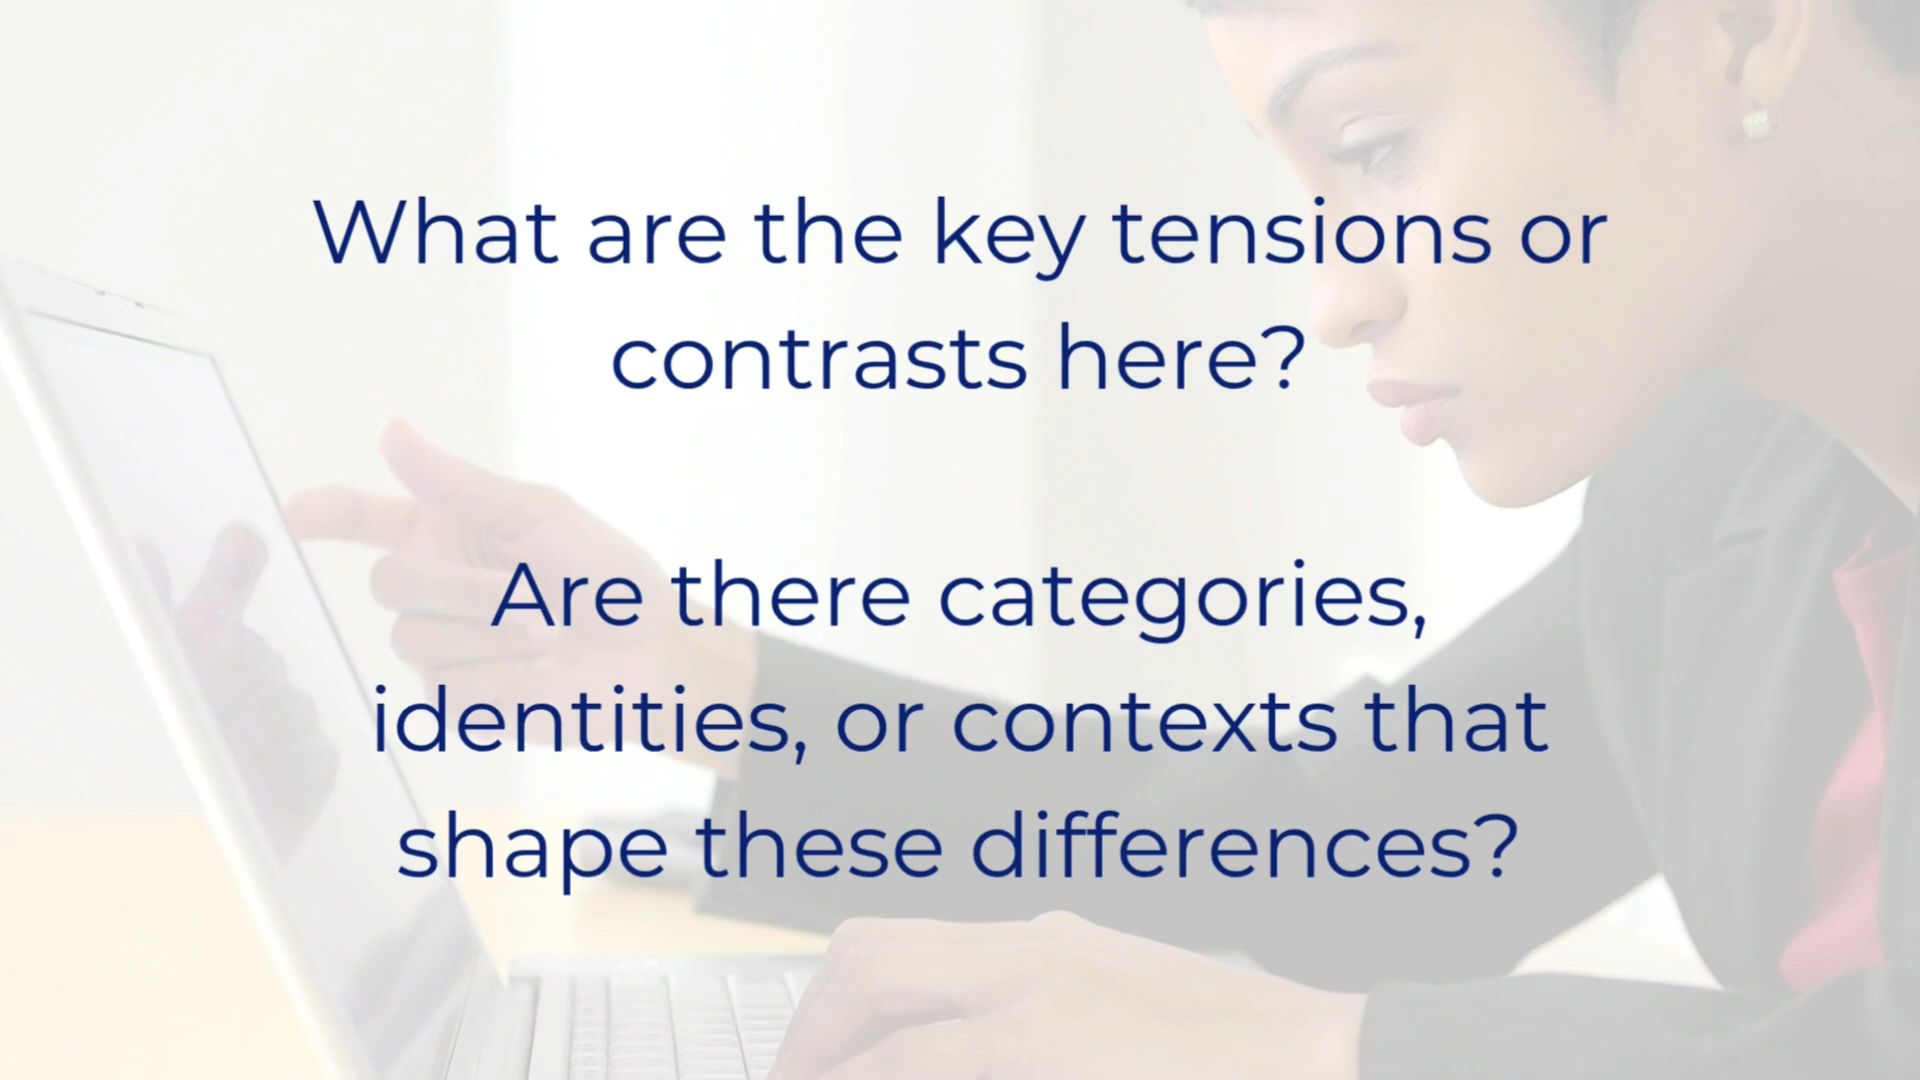 What are the key tensions or
contrasts here?
Are there categories,
identities, or contexts that
shape these differences?